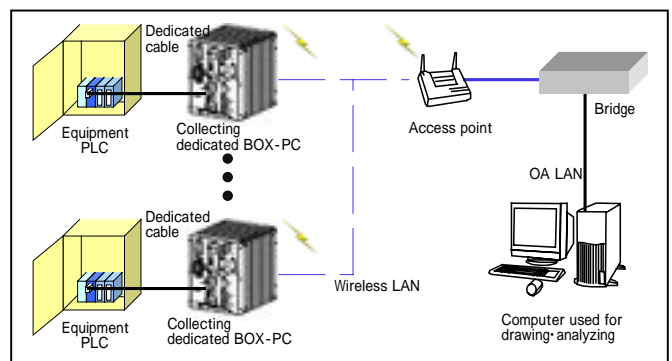 Dedicated
cable
Equipment
PLC
Collecting
dedicated BOX-PC
Access point
Bridge
OA LAN
Dedicated
cable
Equipment
PLC
Collecting
dedicated BOX-PC
Wireless LAN
Computer used for
drawing・analyzing